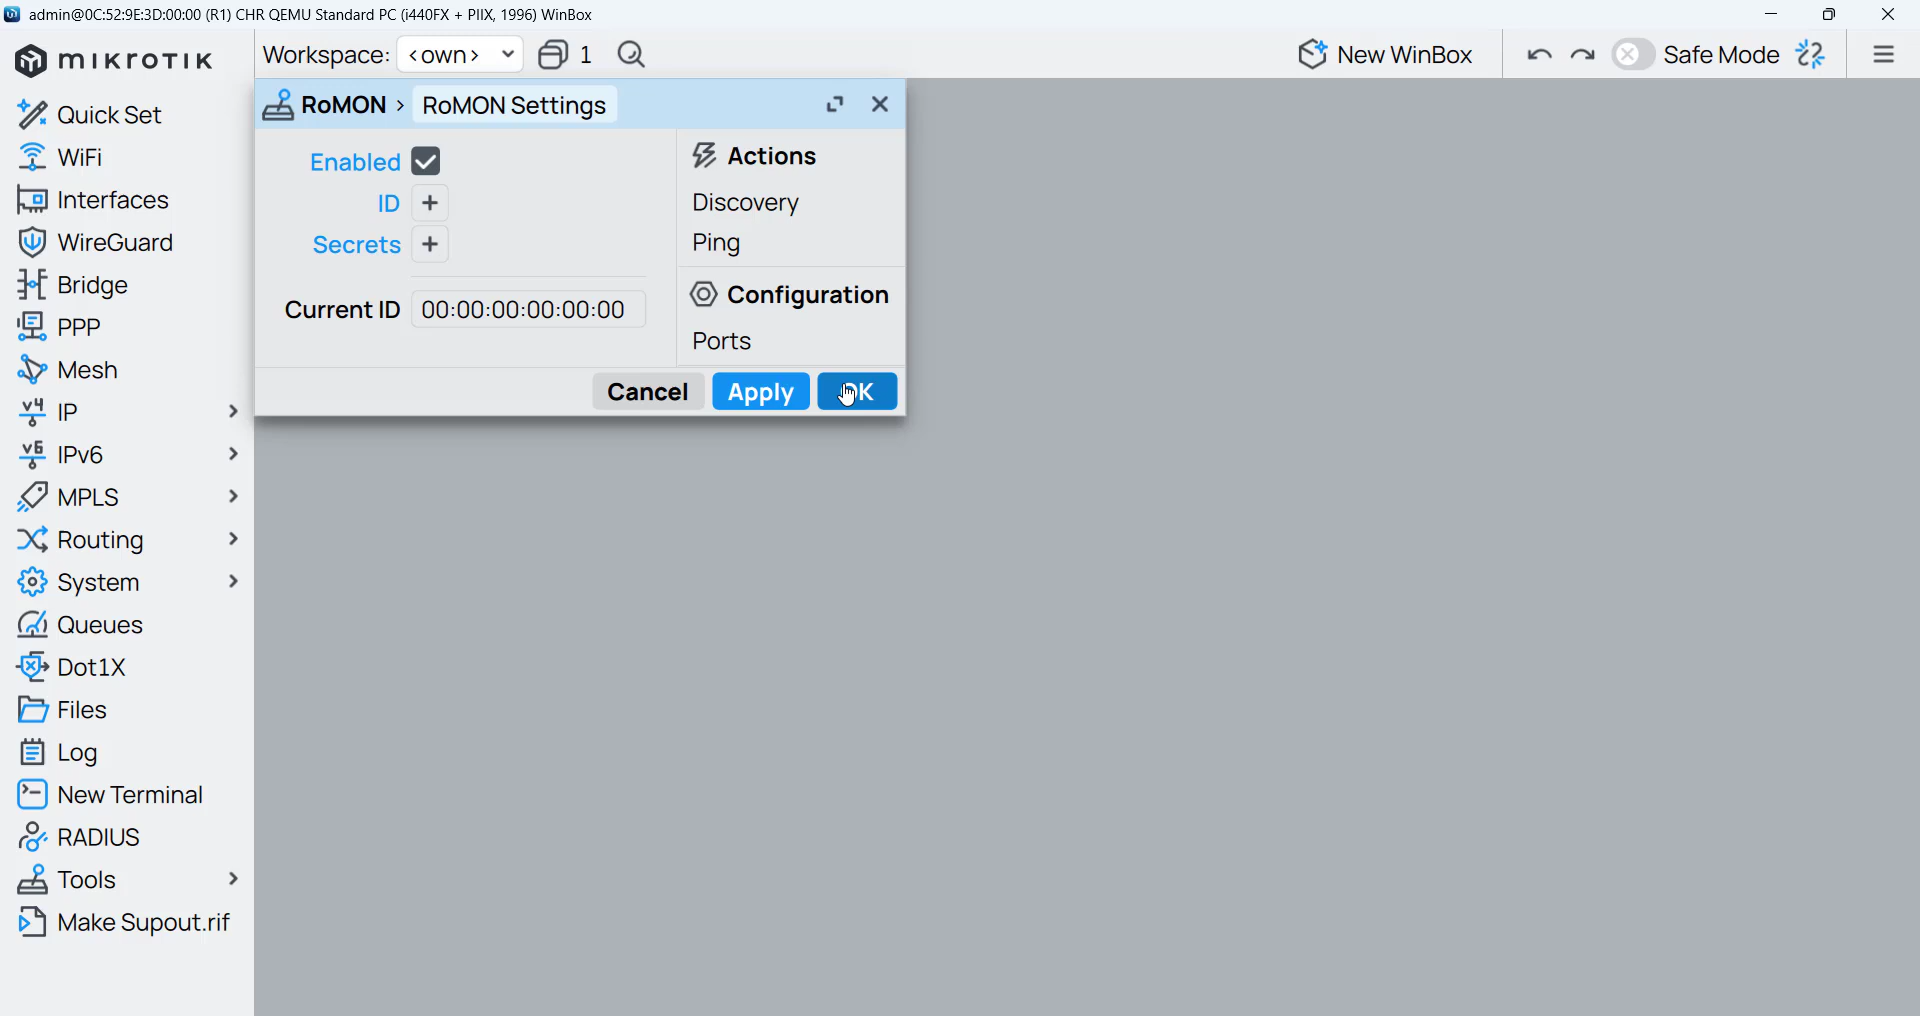 admin@0C:52:9E:3D:00:00 (R1) CHR QEMU Standard PC (i440FX + PIIX, 1996) WinBox
mikrotik
Workspace: <own> 1
New WinBox
Safe Mode
Quick Set
WiFi
Interfaces
WireGuard
Bridge
PPP
Mesh
IP
IPv6
MPLS
Routing
System
Queues
Dot1X
Files
Log
New Terminal
RADIUS
Tools
Make Supout.rif
RoMON > RoMON Settings
Enabled
ID +
Secrets +
Current ID 00:00:00:00:00:00
Actions
Discovery
Ping
Configuration
Ports
Cancel Apply OK